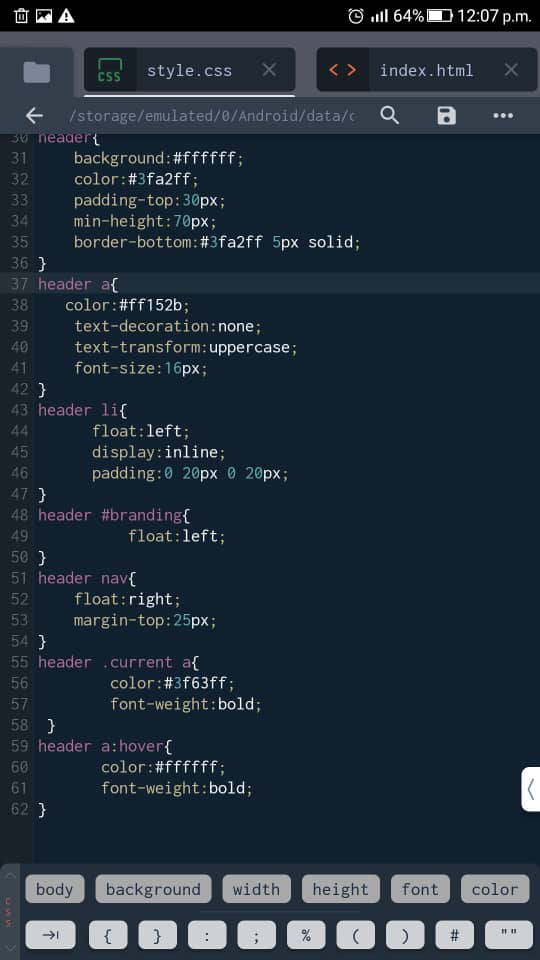 64% 12:07 p.m.
CSS style.css × < > index.html ×
/storage/emulated/0/Android/data/c
30 header{
31 background:#ffffff;
32 color:#3fa2ff;
33 padding-top:30px;
34 min-height:70px;
35 border-bottom:#3fa2ff 5px solid;
36 }
37 header a{
38 color:#ff152b;
39 text-decoration:none;
40 text-transform:uppercase;
41 font-size:16px;
42 }
43 header li{
44 float:left;
45 display:inline;
46 padding:0 20px 0 20px;
47 }
48 header #branding{
49 float:left;
50 }
51 header nav{
52 float:right;
53 margin-top:25px;
54 }
55 header .current a{
56 color:#3f63ff;
57 font-weight:bold;
58 }
59 header a:hover{
60 color:#ffffff;
61 font-weight:bold;
62 }
CSS
body background width height font color
{ } : ; % ( ) # " "